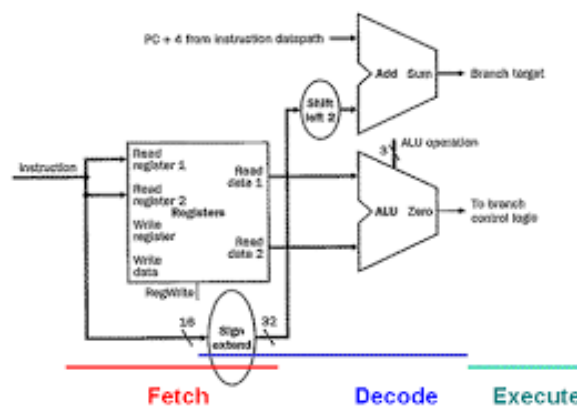 PC + 4 from instruction datapath
Add Sum
Branch target
Shift
left 2
3
ALU operation
Instruction
Read
register 1
Read
data 1
Read
register 2
Registers
Write
register
Write
data
Read
data 2
ALU Zero
To branch
control logic
RegWrite
16
Sign
extend
32
Fetch
Decode
Execute